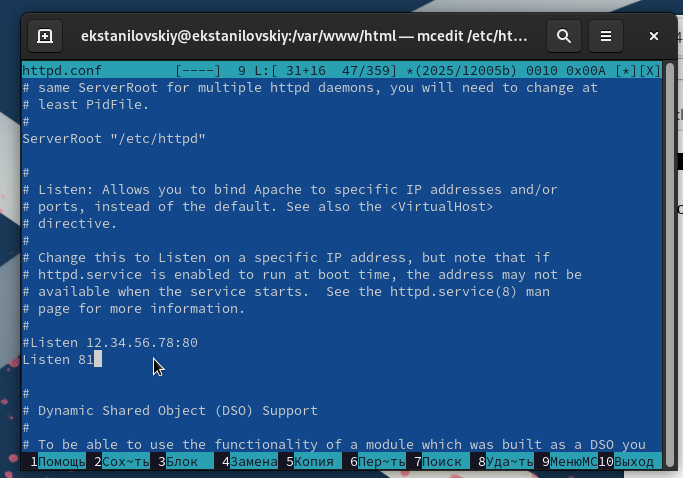 ekstanilovskiy@ekstanilovskiy:/var/www/html — mcedit /etc/ht...
httpd.conf [----] 9 L:[ 31+16 47/359] *(2025/12005b) 0010 0x00A [*][X]
# same ServerRoot for multiple httpd daemons, you will need to change at
# least PidFile.
#
ServerRoot "/etc/httpd"
#
# Listen: Allows you to bind Apache to specific IP addresses and/or
# ports, instead of the default. See also the <VirtualHost>
# directive.
#
# Change this to Listen on a specific IP address, but note that if
# httpd.service is enabled to run at boot time, the address may not be
# available when the service starts.  See the httpd.service(8) man
# page for more information.
#
#Listen 12.34.56.78:80
Listen 81
#
# Dynamic Shared Object (DSO) Support
#
# To be able to use the functionality of a module which was built as a DSO you
1Помощь 2Сох~ть 3Блок 4Замена 5Копия 6Пер~ть 7Поиск 8Уда~ть 9МенюMC 10Выход